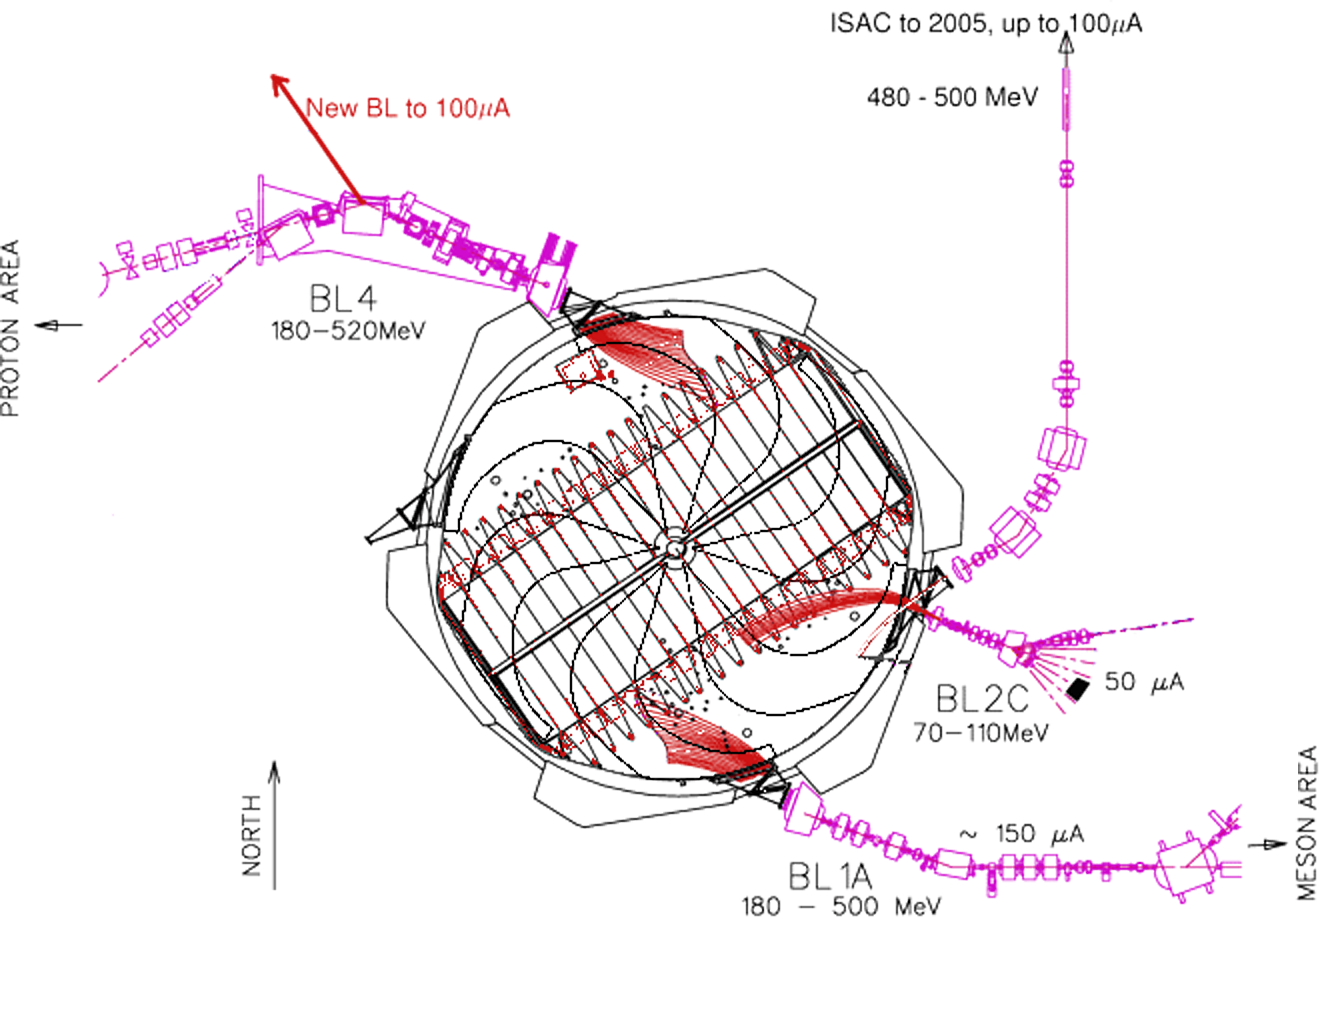 ISAC to 2005, up to 100μA
480 - 500 MeV
New BL to 100μA
PROTON AREA
BL4
180-520MeV
50 μA
BL2C
70-110MeV
NORTH
~ 150 μA
MESON AREA
BL1A
180 - 500 MeV